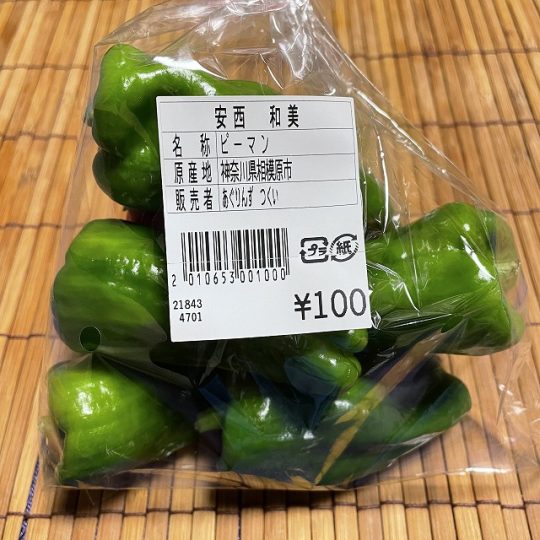 安西 和美
名 称 ピーマン
原産地 神奈川県相模原市
販売者 あぐりんず つくい
プラ 紙
2 010653 001000
21843
4701
¥100